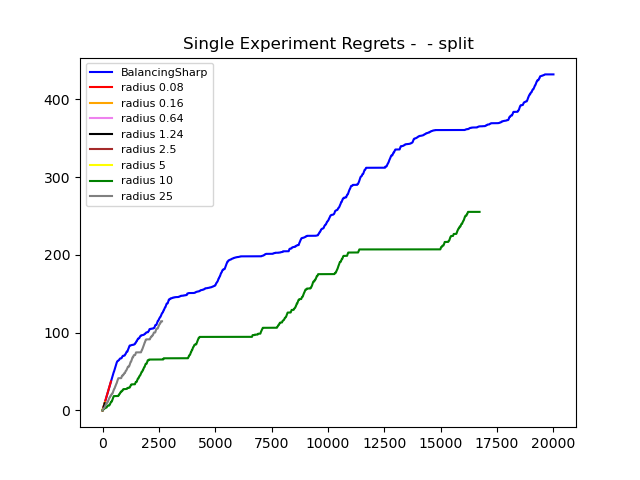 Single Experiment Regrets -  - split
BalancingSharp
radius 0.08
radius 0.16
radius 0.64
radius 1.24
radius 2.5
radius 5
radius 10
radius 25
400
300
200
100
0
0 2500 5000 7500 10000 12500 15000 17500 20000